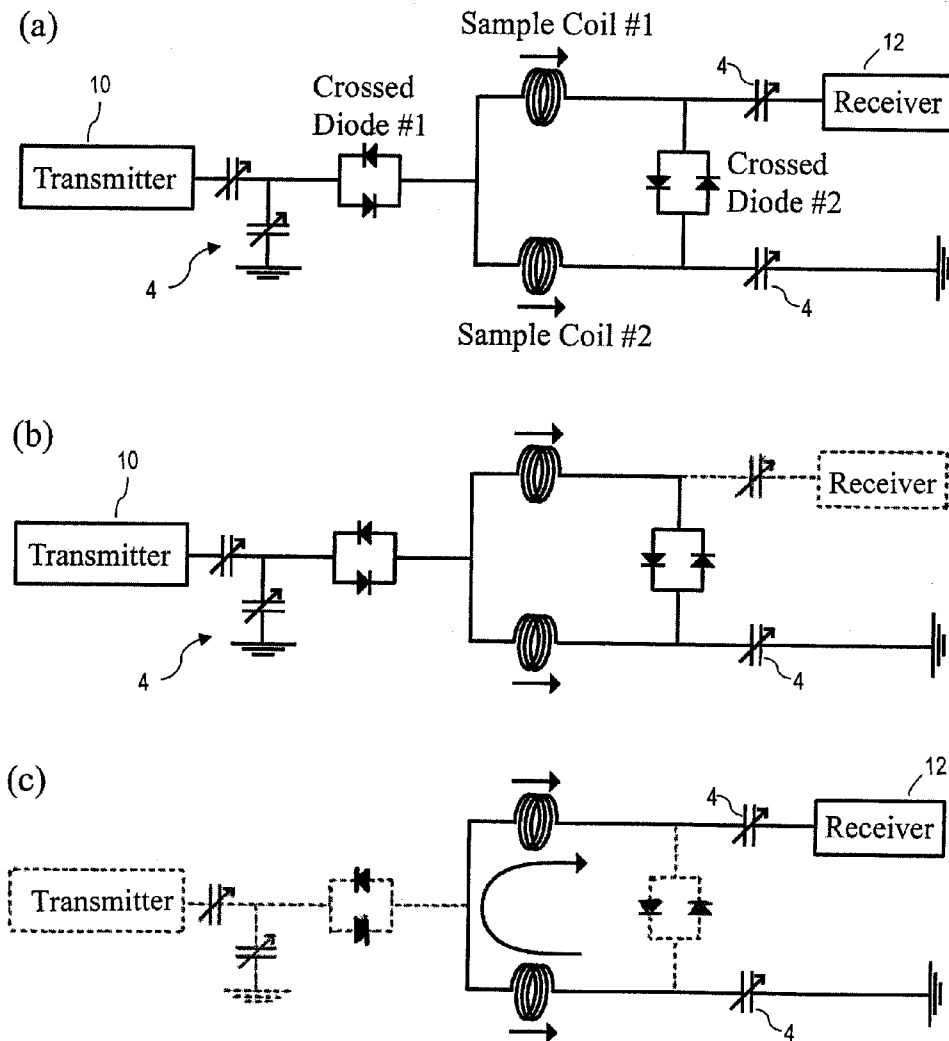 (a)
Sample Coil #1
12
10
Crossed
Diode #1
4
Receiver
Transmitter
Crossed
Diode #2
4
4
Sample Coil #2
(b)
10
Receiver
Transmitter
4
4
(c)
12
4
Receiver
Transmitter
4